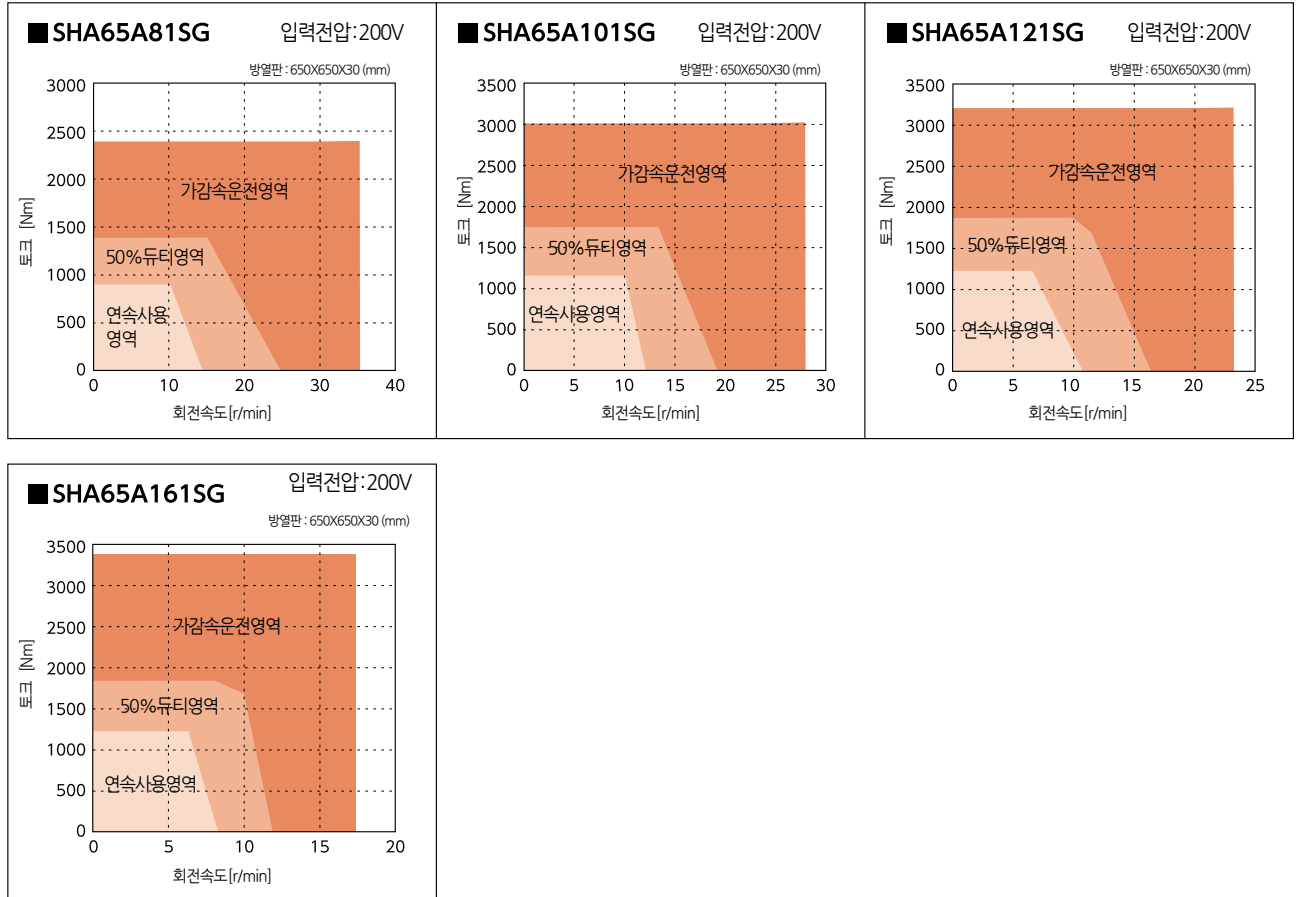 ■SHA65A81SG 입력전압:200V
방열판 : 650X650X30 (mm)
3000
2500
2000
1500
1000
500
0
토크 [Nm]
가감속운전영역
50%듀티영역
연속사용
영역
0 10 20 30 40
회전속도[r/min]
■SHA65A101SG 입력전압:200V
방열판 : 650X650X30 (mm)
3500
3000
2500
2000
1500
1000
500
0
토크 [Nm]
가감속운전영역
50%듀티영역
연속사용영역
0 5 10 15 20 25 30
회전속도[r/min]
■SHA65A121SG 입력전압:200V
방열판 : 650X650X30 (mm)
3500
3000
2500
2000
1500
1000
500
0
토크 [Nm]
가감속운전영역
50%듀티영역
연속사용영역
0 5 10 15 20 25
회전속도[r/min]
■SHA65A161SG 입력전압:200V
방열판 : 650X650X30 (mm)
3500
3000
2500
2000
1500
1000
500
0
토크 [Nm]
가감속운전영역
50%듀티영역
연속사용영역
0 5 10 15 20
회전속도[r/min]